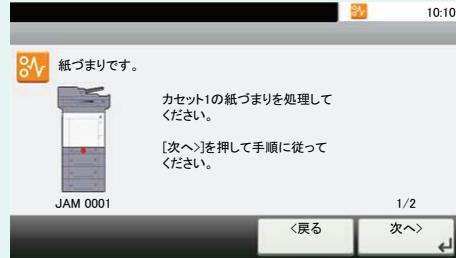 10:10
紙づまりです。
カセット1の紙づまりを処理して
ください。
[次へ>]を押して手順に従って
ください。
JAM 0001
1/2
<戻る
次へ>